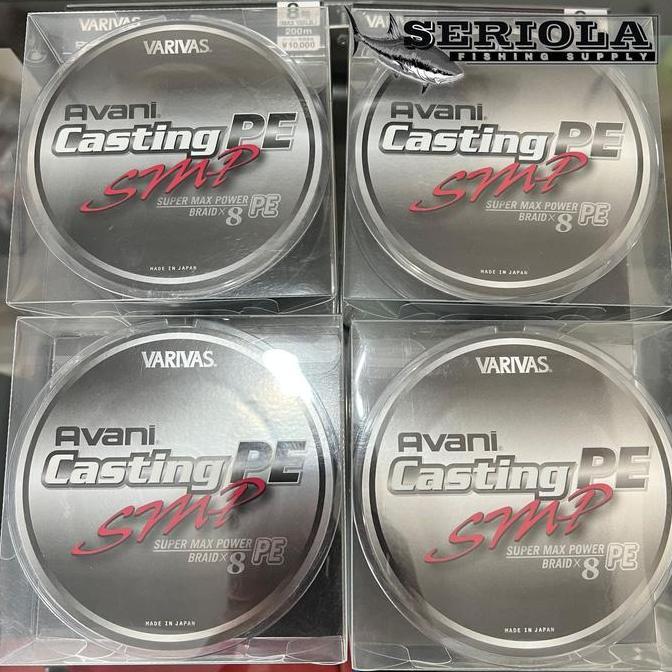 SERIOLA
FISHING SUPPLY
200m
¥10,000
VARIVAS®
Avani®
Casting PE
SMP
SUPER MAX POWER
BRAID×8 PE
MADE IN JAPAN
VARIVAS®
Avani®
Casting PE
SMP
SUPER MAX POWER
BRAID×8 PE
MADE IN JAPAN
VARIVAS®
Avani®
Casting PE
SMP
SUPER MAX POWER
BRAID×8 PE
MADE IN JAPAN
VARIVAS®
Avani®
Casting PE
SMP
SUPER MAX POWER
BRAID×8 PE
MADE IN JAPAN